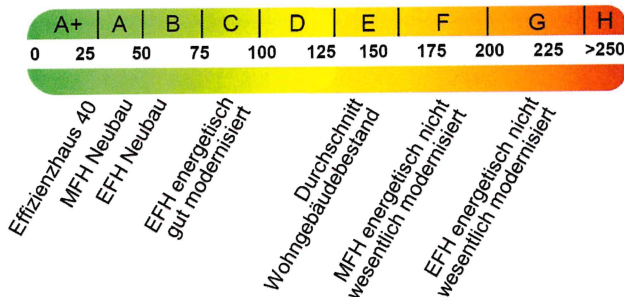 A+ A B C D E F G H
0 25 50 75 100 125 150 175 200 225 >250
Effizienzhaus 40
MFH Neubau
EFH Neubau
EFH energetisch
gut modernisiert
Durchschnitt
Wohngebäudebestand
MFH energetisch nicht
wesentlich modernisiert
EFH energetisch nicht
wesentlich modernisiert